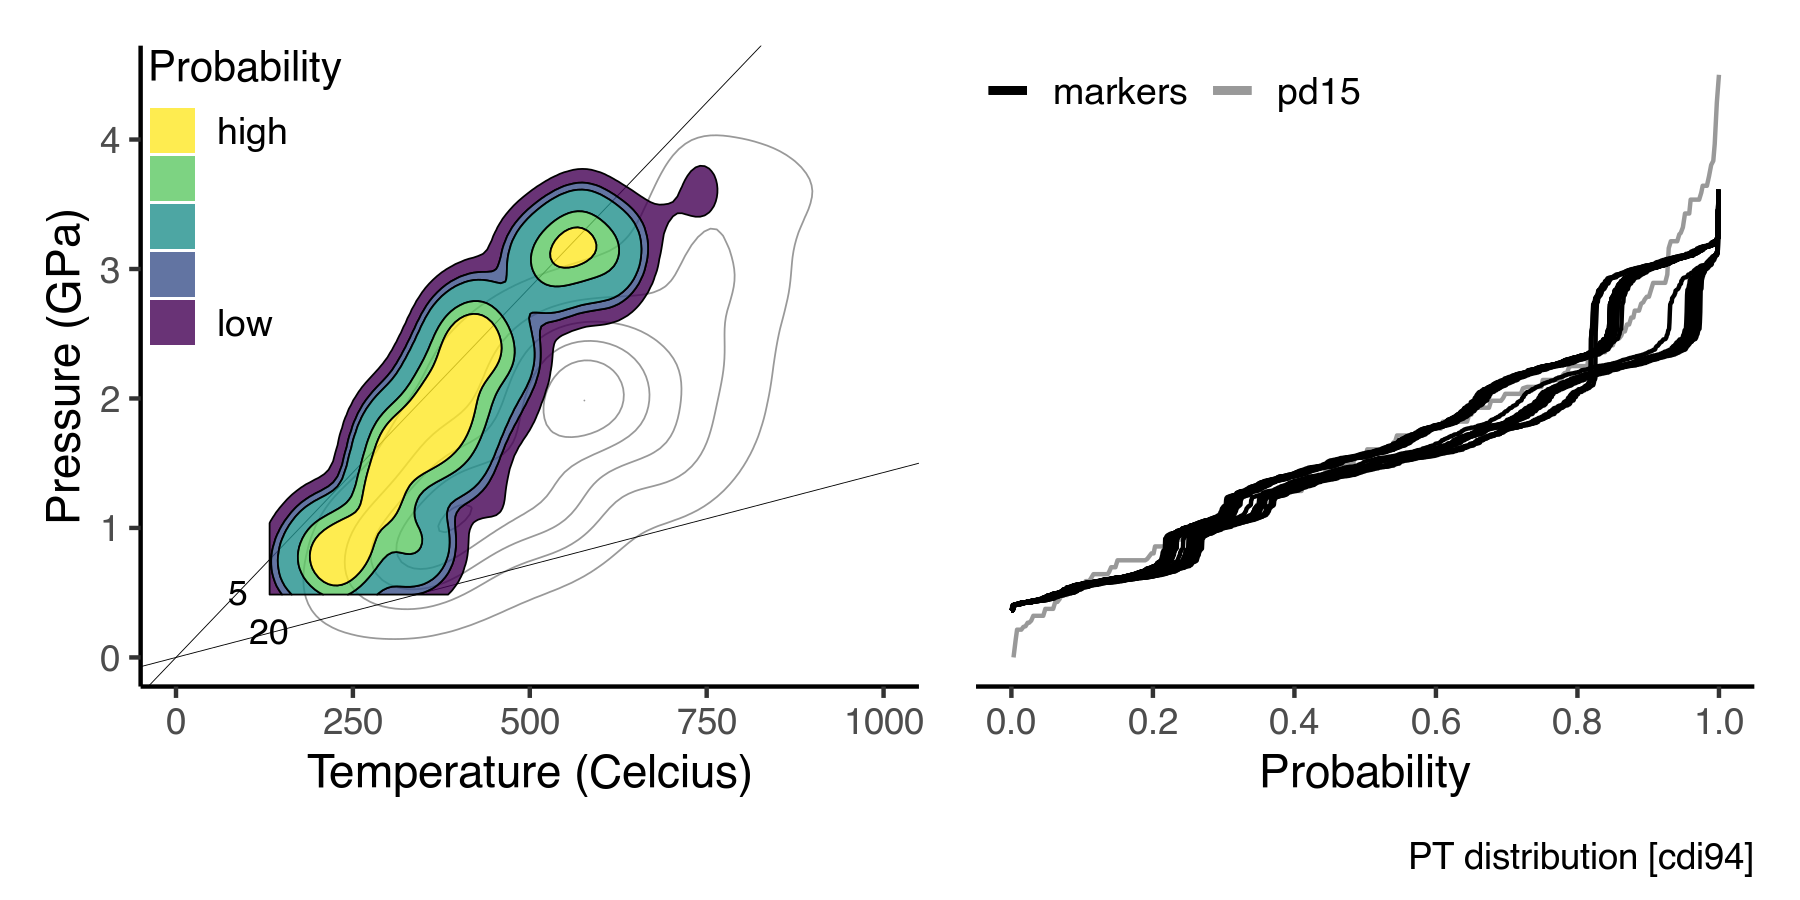 Probability
high
low
Pressure (GPa)
4
3
2
1
0
5
20
0 250 500 750 1000
Temperature (Celcius)
markers pd15
0.0 0.2 0.4 0.6 0.8 1.0
Probability
PT distribution [cdi94]